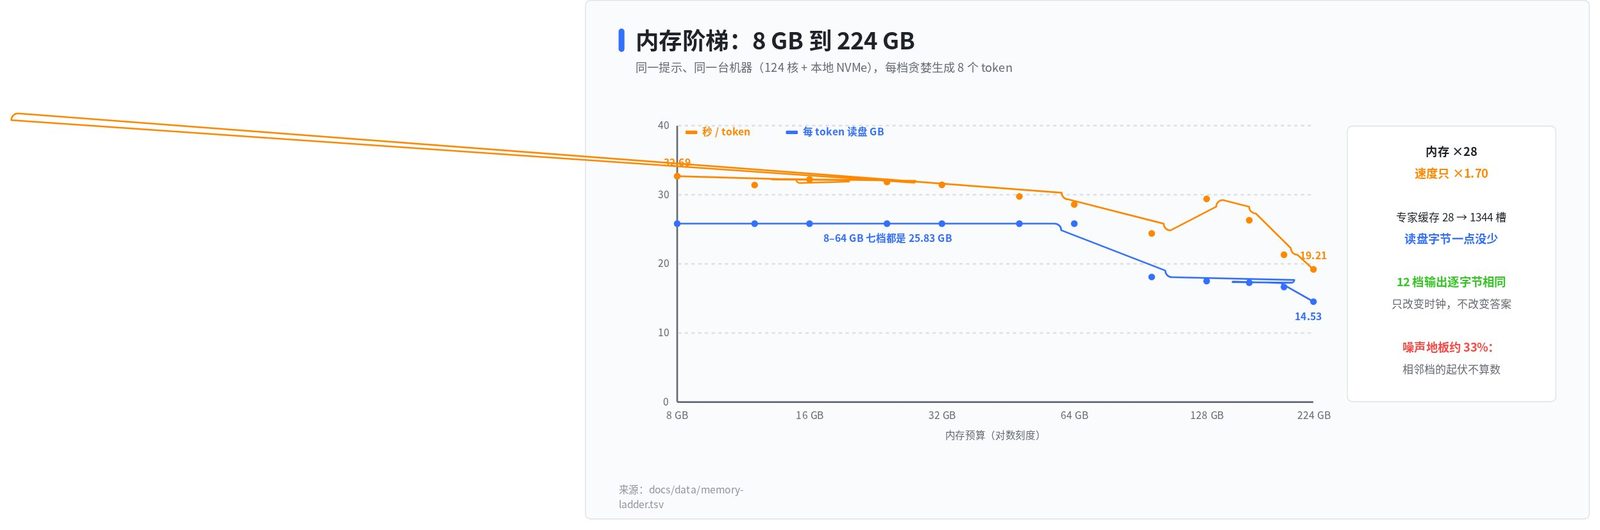 内存阶梯：8 GB 到 224 GB
同一提示、同一台机器（124 核 + 本地 NVMe），每档贪婪生成 8 个 token
秒 / token
每 token 读盘 GB
40
32.69
30
8–64 GB 七档都是 25.83 GB
19.21
20
14.53
10
0
8 GB
16 GB
32 GB
64 GB
128 GB
224 GB
内存预算（对数刻度）
内存 ×28
速度只 ×1.70
专家缓存 28 → 1344 槽
读盘字节一点没少
12 档输出逐字节相同
只改变时钟，不改变答案
噪声地板约 33%：
相邻档的起伏不算数
来源：docs/data/memory-
ladder.tsv